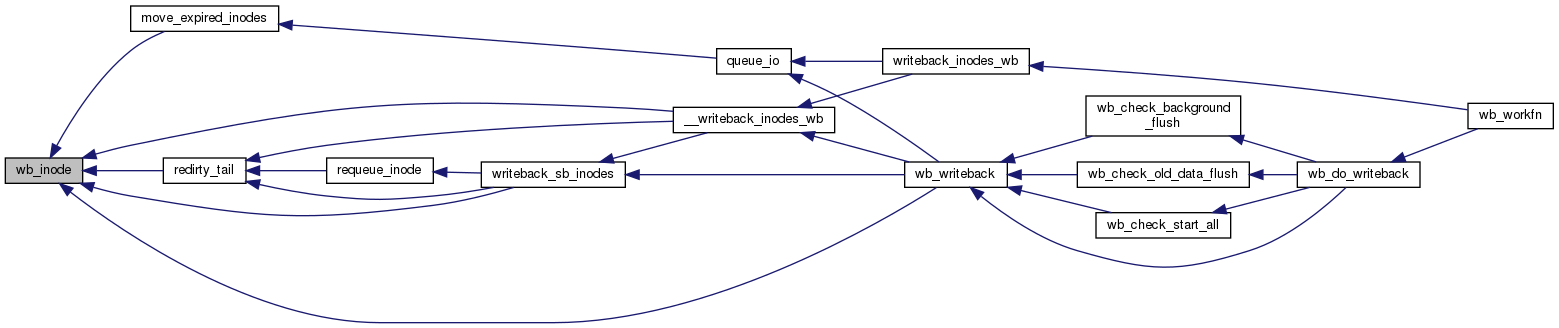 move_expired_inodes
queue_io
writeback_inodes_wb
wb_check_background
_flush
wb_workfn
__writeback_inodes_wb
wb_inode
redirty_tail
requeue_inode
writeback_sb_inodes
wb_writeback
wb_check_old_data_flush
wb_do_writeback
wb_check_start_all